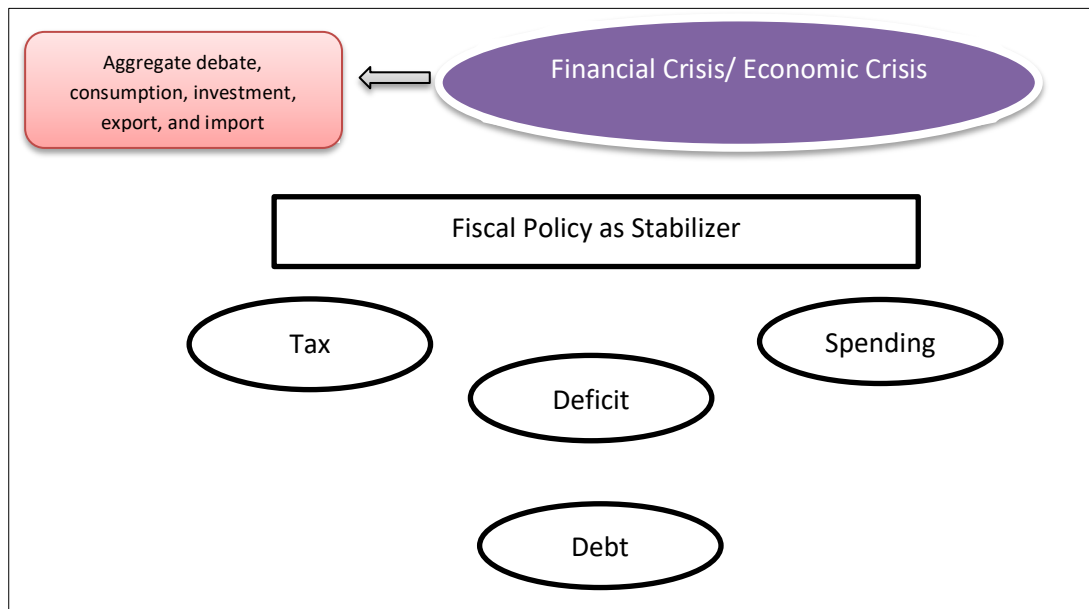 Aggregate debate,
consumption, investment,
export, and import
Financial Crisis/ Economic Crisis
Fiscal Policy as Stabilizer
Tax
Spending
Deficit
Debt